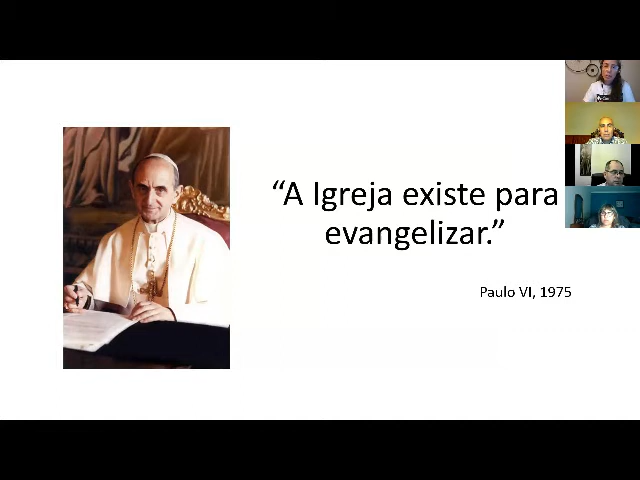 “A Igreja existe para
evangelizar.”
Paulo VI, 1975